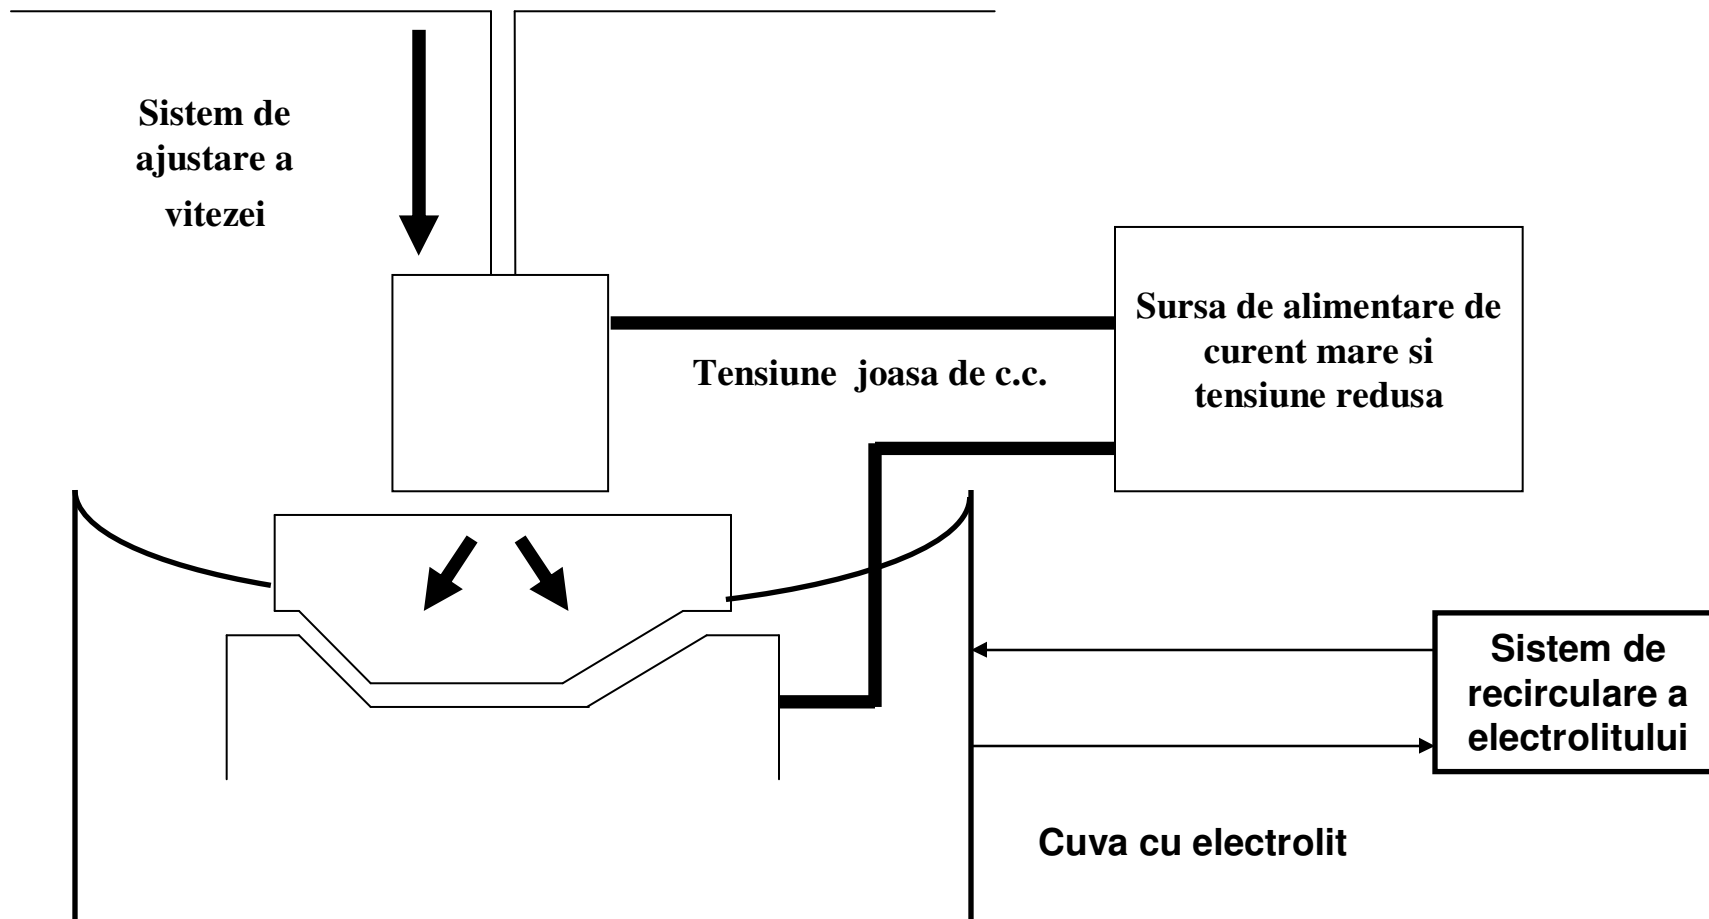 Sistem de
ajustare a
vitezei
Sursa de alimentare de
curent mare si
tensiune redusa
Tensiune joasa de c.c.
Sistem de
recirculare a
electrolitului
Cuva cu electrolit